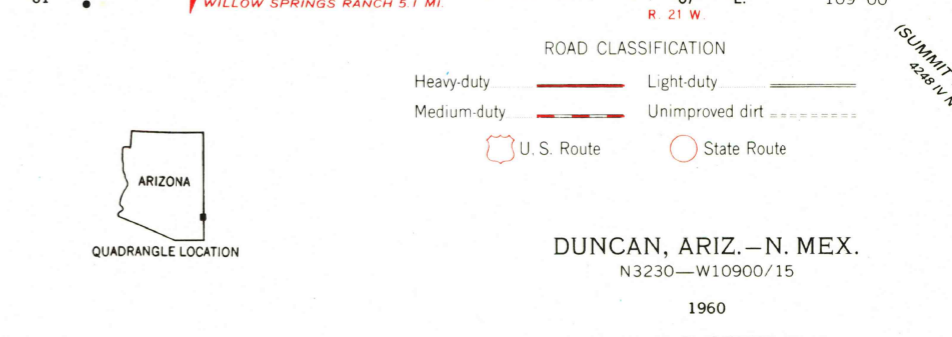 WILLOW SPRINGS RANCH 5.1 MI.
R. 21 W.
(SUMMIT
4248 IV N
ROAD CLASSIFICATION
Heavy-duty
Light-duty
Medium-duty
Unimproved dirt
U. S. Route
State Route
ARIZONA
QUADRANGLE LOCATION
DUNCAN, ARIZ.—N. MEX.
N3230—W10900/15
1960